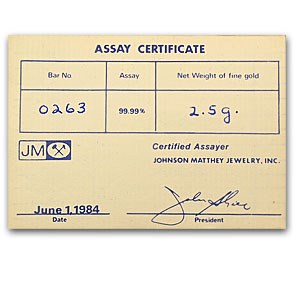 ASSAY CERTIFICATE
Bar No Assay Net Weight of fine gold
0263 99.99% 2.5g.
JM Certified Assayer
JOHNSON MATTHEY JEWELRY, INC.
June 1, 1984
Date President